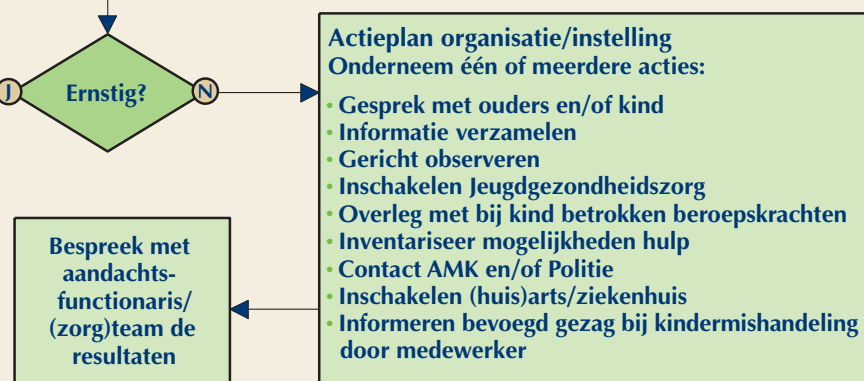 J
Ernstig?
N
Actieplan organisatie/instelling
Onderneem één of meerdere acties:
• Gesprek met ouders en/of kind
• Informatie verzamelen
• Gericht observeren
• Inschakelen Jeugdgezondheidszorg
• Overleg met bij kind betrokken beroepskrachten
• Inventariseer mogelijkheden hulp
• Contact AMK en/of Politie
• Inschakelen (huis)arts/ziekenhuis
• Informeren bevoegd gezag bij kindermishandeling
door medewerker
Bespreek met
aandachts-
functionaris/
(zorg)team de
resultaten